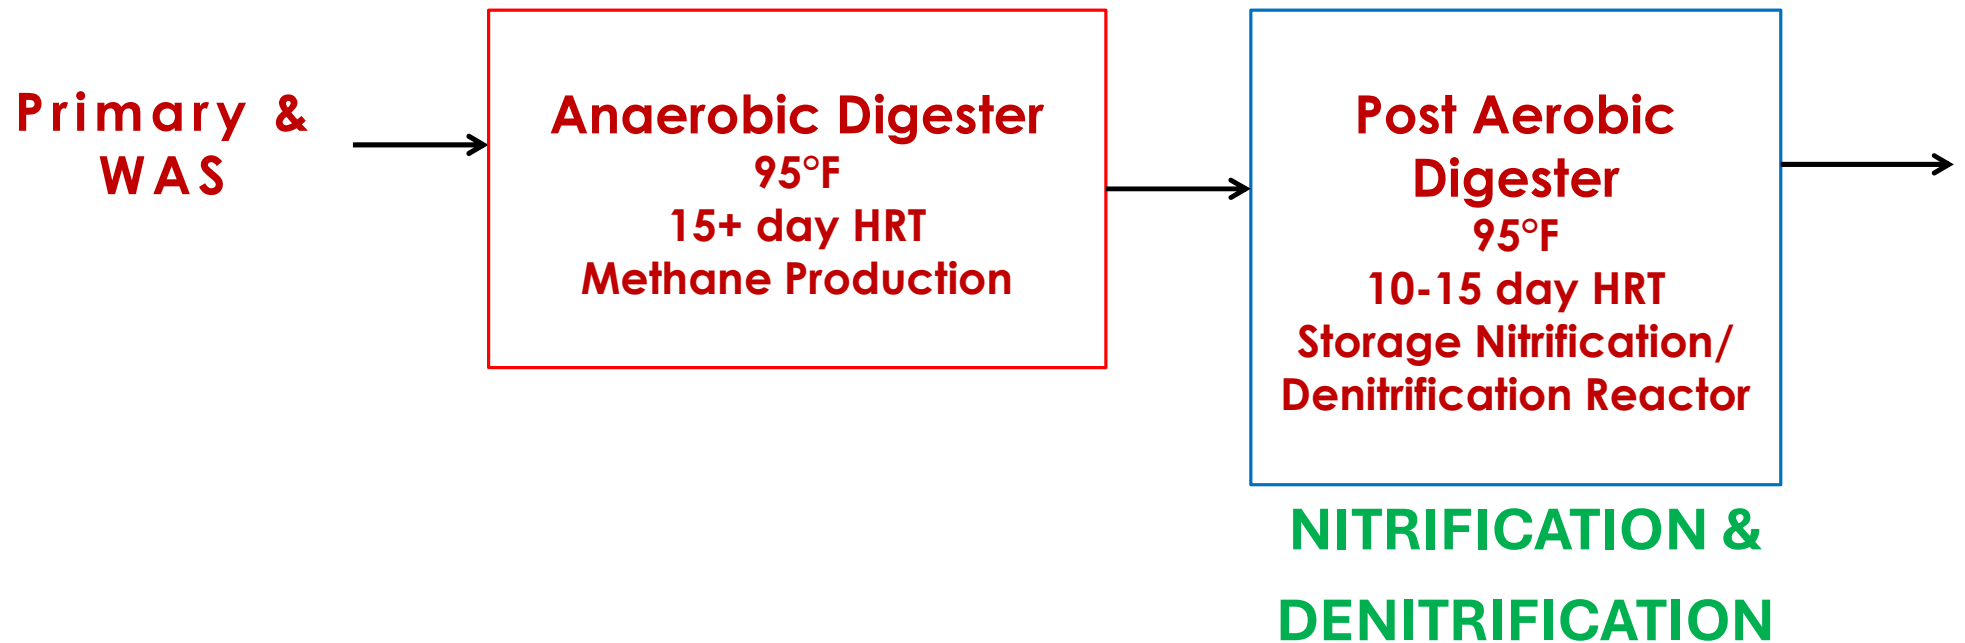 Primary &
WAS
Anaerobic Digester
95°F
15+ day HRT
Methane Production
Post Aerobic
Digester
95°F
10-15 day HRT
Storage Nitrification/
Denitrification Reactor
NITRIFICATION &
DENITRIFICATION